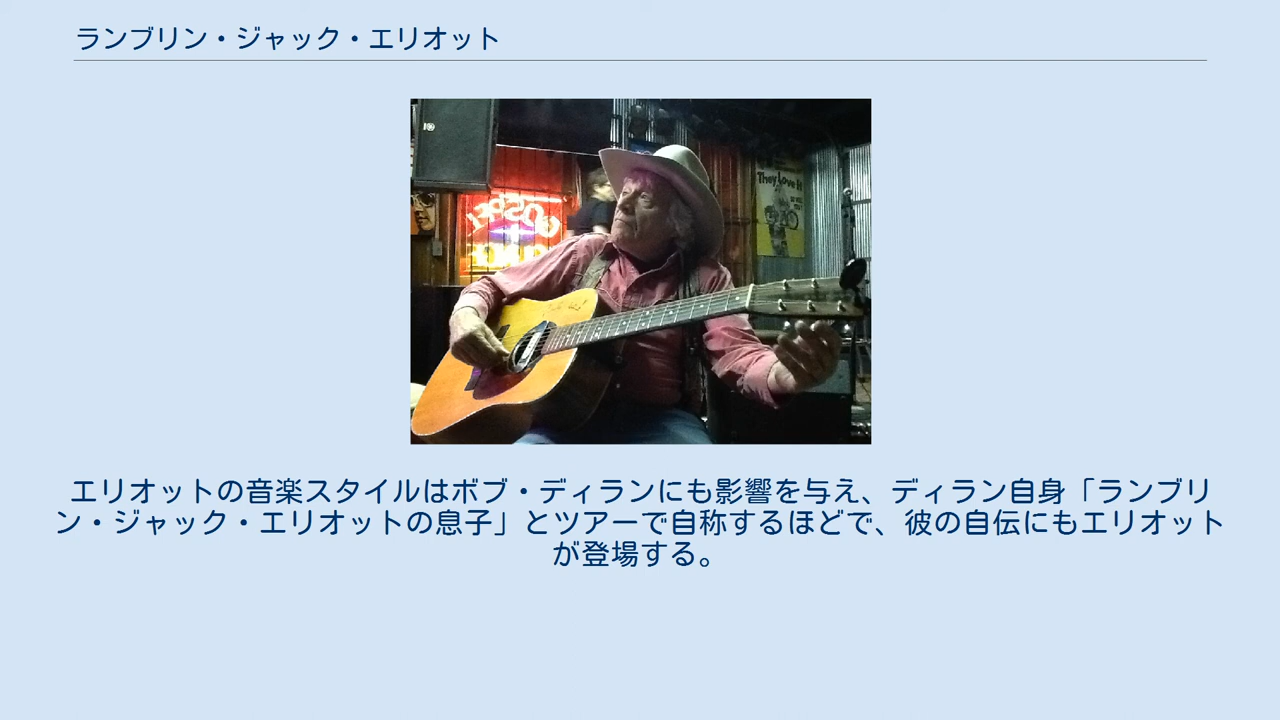 ランブリン・ジャック・エリオット
They Love It
GOSPEL
エリオットの音楽スタイルはボブ・ディランにも影響を与え、ディラン自身「ランブリ
ン・ジャック・エリオットの息子」とツアーで自称するほどで、彼の自伝にもエリオット
が登場する。